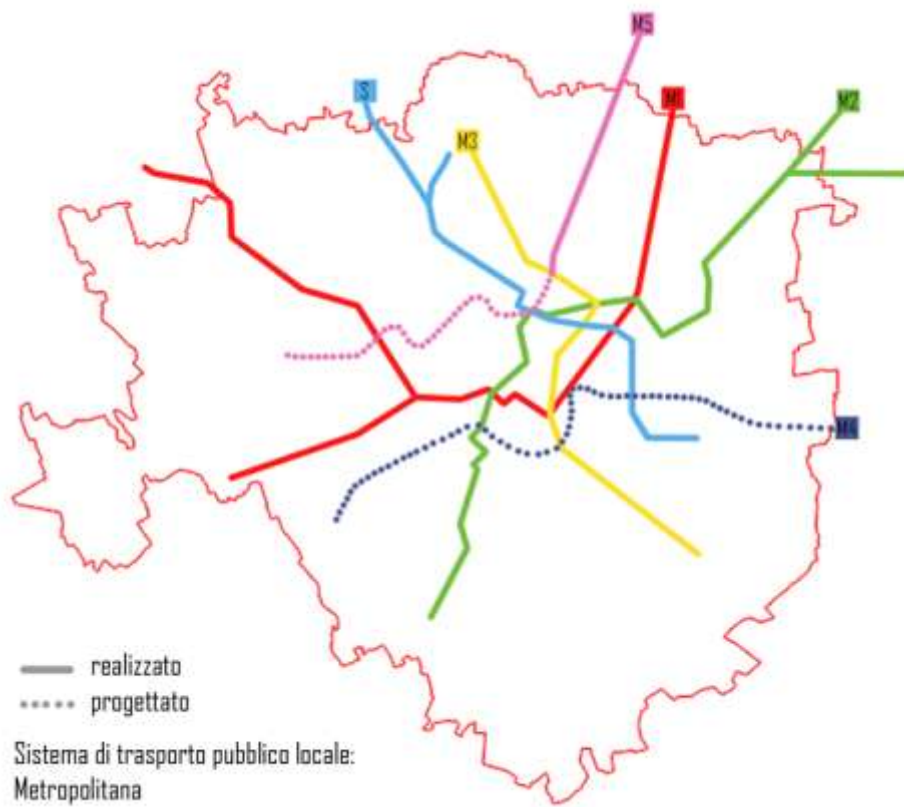 M5
S
M1
M2
M3
M4
realizzato
progettato
Sistema di trasporto pubblico locale:
Metropolitana